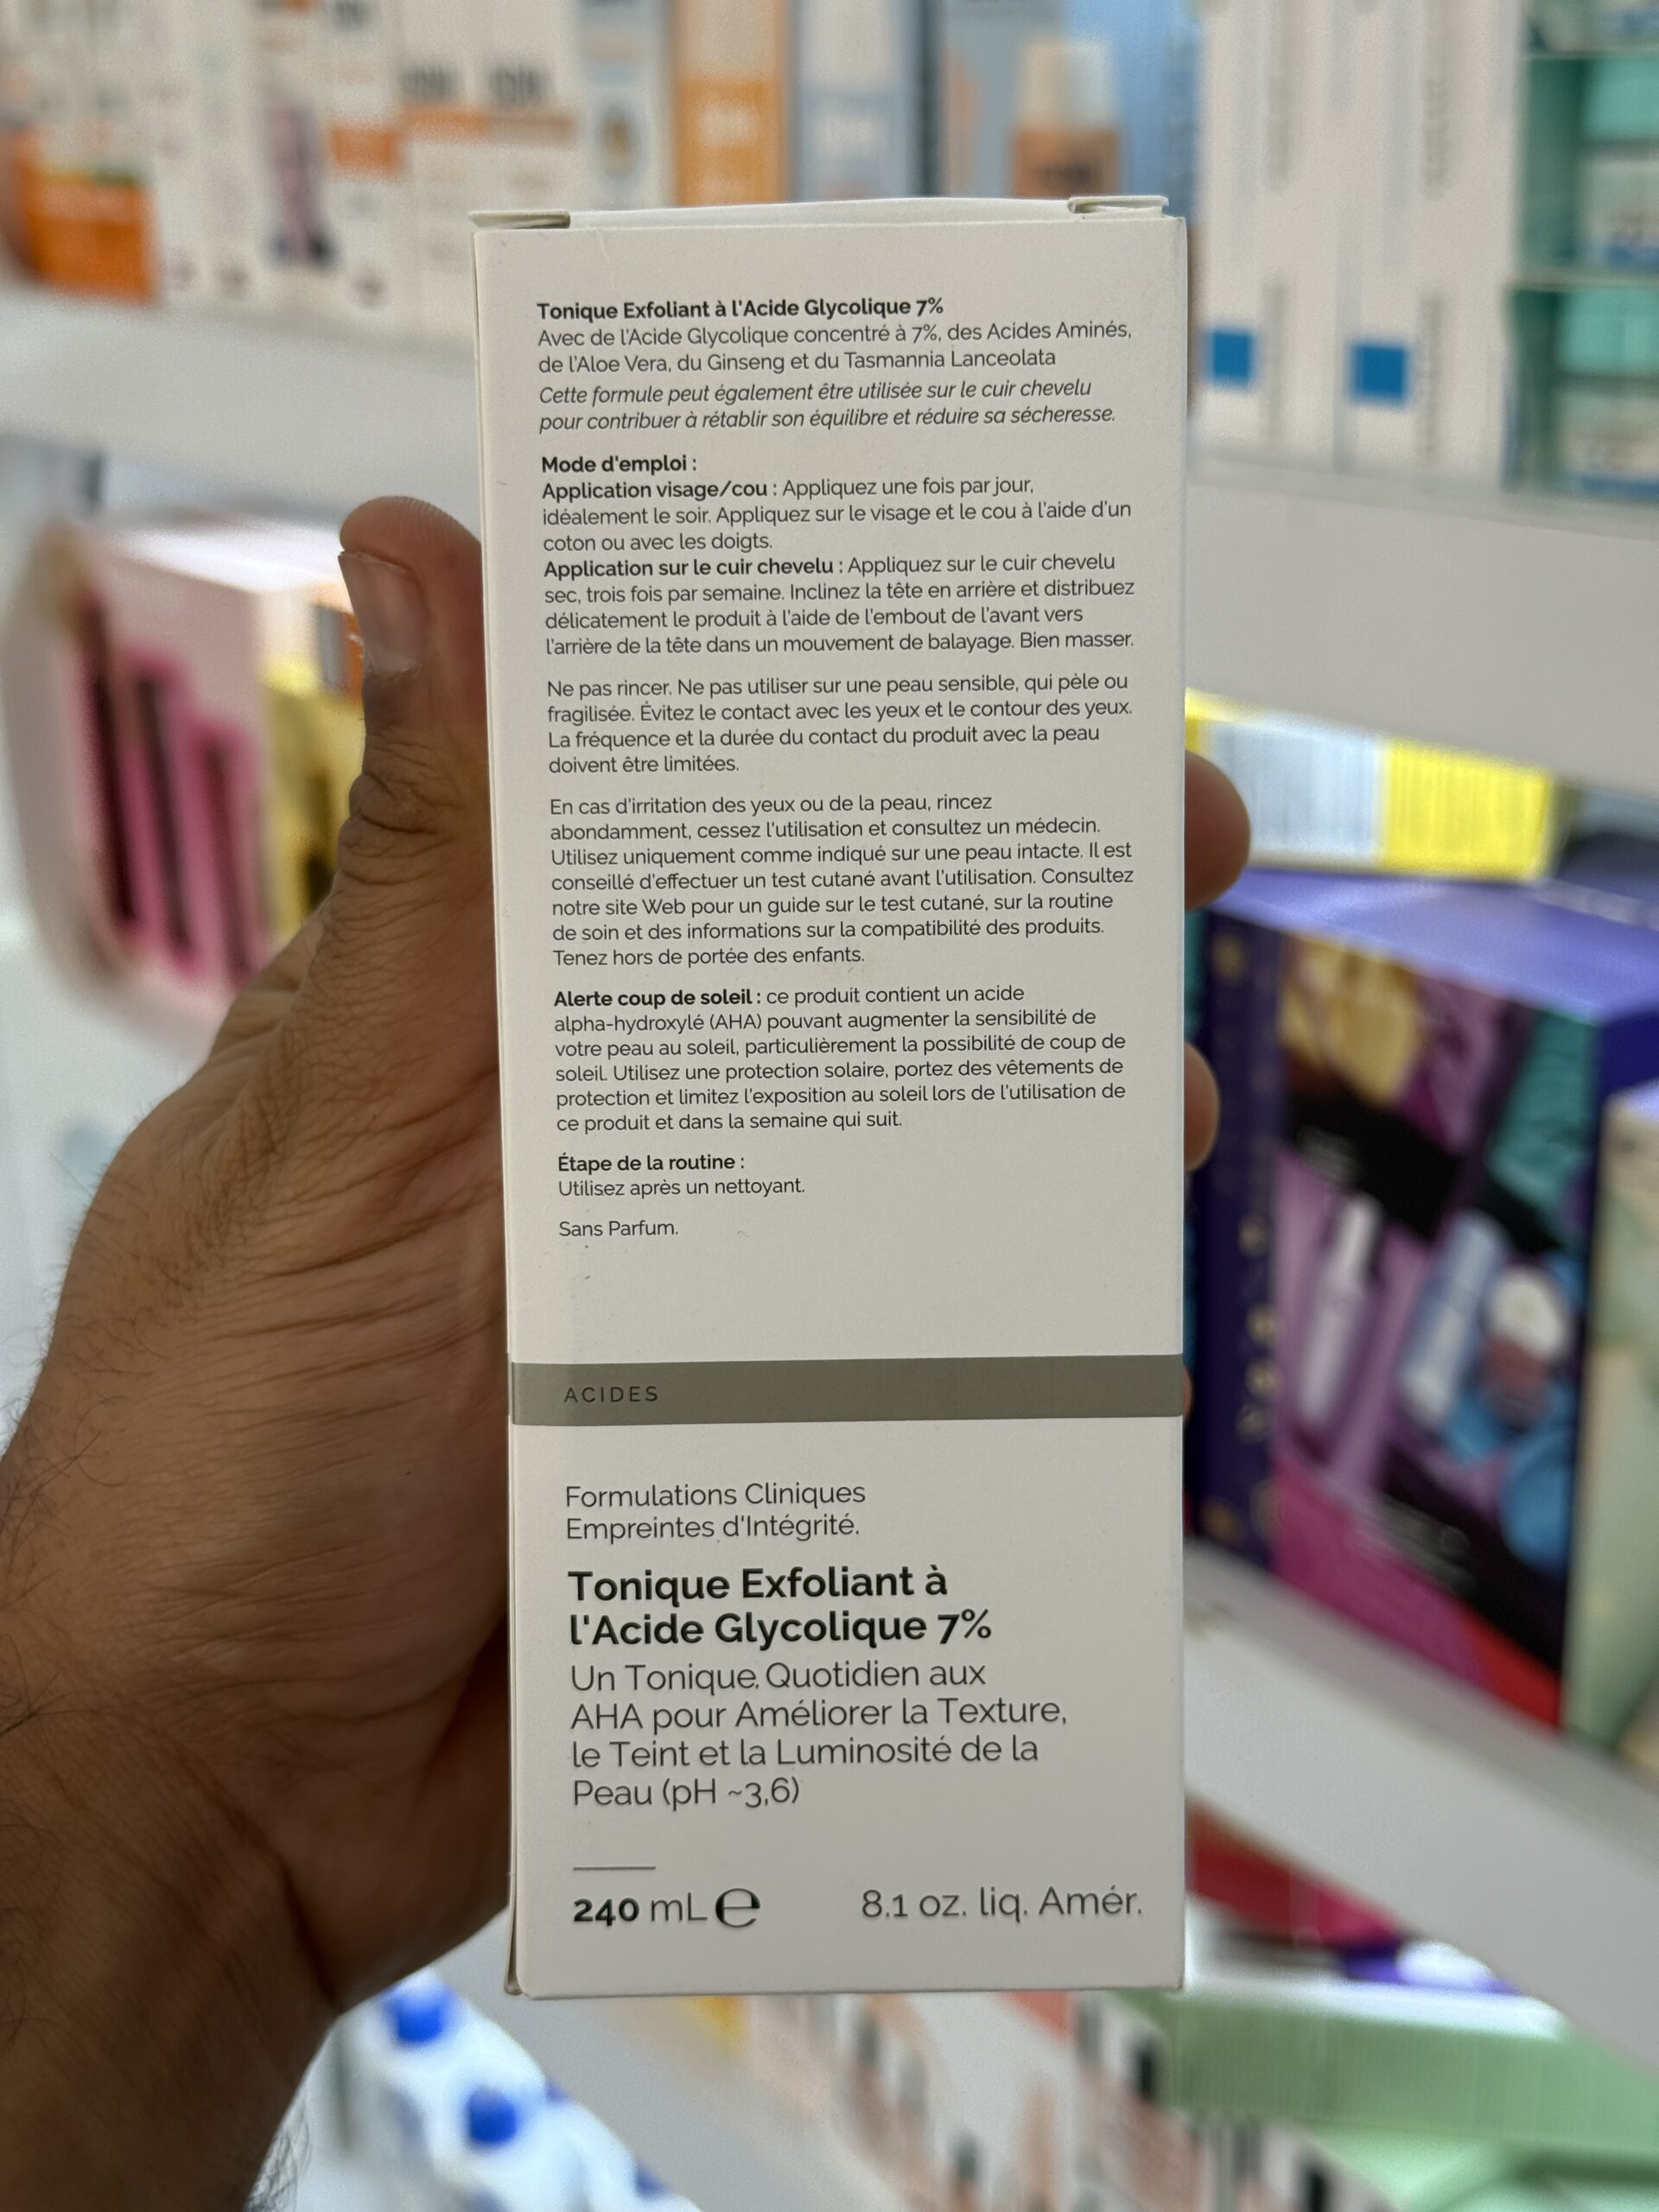 Tonique Exfoliant à l'Acide Glycolique 7%
Avec de l'Acide Glycolique concentré à 7%, des Acides Aminés,
de l'Aloe Vera, du Ginseng et du Tasmannia Lanceolata
Cette formule peut également être utilisée sur le cuir chevelu
pour contribuer à rétablir son équilibre et réduire sa sécheresse.
Mode d'emploi :
Application visage/cou : Appliquez une fois par jour,
idéalement le soir. Appliquez sur le visage et le cou à l'aide d'un
coton ou avec les doigts.
Application sur le cuir chevelu : Appliquez sur le cuir chevelu
sec, trois fois par semaine. Inclinez la tête en arrière et distribuez
délicatement le produit à l'aide de l'embout de l'avant vers
l'arrière de la tête dans un mouvement de balayage. Bien masser.
Ne pas rincer. Ne pas utiliser sur une peau sensible, qui pèle ou
fragilisée. Évitez le contact avec les yeux et le contour des yeux.
La fréquence et la durée du contact du produit avec la peau
doivent être limitées.
En cas d'irritation des yeux ou de la peau, rincez
abondamment, cessez l'utilisation et consultez un médecin.
Utilisez uniquement comme indiqué sur une peau intacte. Il est
conseillé d'effectuer un test cutané avant l'utilisation. Consultez
notre site Web pour un guide sur le test cutané, sur la routine
de soin et des informations sur la compatibilité des produits.
Tenez hors de portée des enfants.
Alerte coup de soleil : ce produit contient un acide
alpha-hydroxylé (AHA) pouvant augmenter la sensibilité de
votre peau au soleil, particulièrement la possibilité de coup de
soleil. Utilisez une protection solaire, portez des vêtements de
protection et limitez l'exposition au soleil lors de l'utilisation de
ce produit et dans la semaine qui suit.
Étape de la routine :
Utilisez après un nettoyant.
Sans Parfum.
ACIDES
Formulations Cliniques
Empreintes d'Intégrité.
Tonique Exfoliant à
l'Acide Glycolique 7%
Un Tonique Quotidien aux
AHA pour Améliorer la Texture,
le Teint et la Luminosité de la
Peau (pH ~3,6)
240 mL e 8.1 oz. liq. Amér.